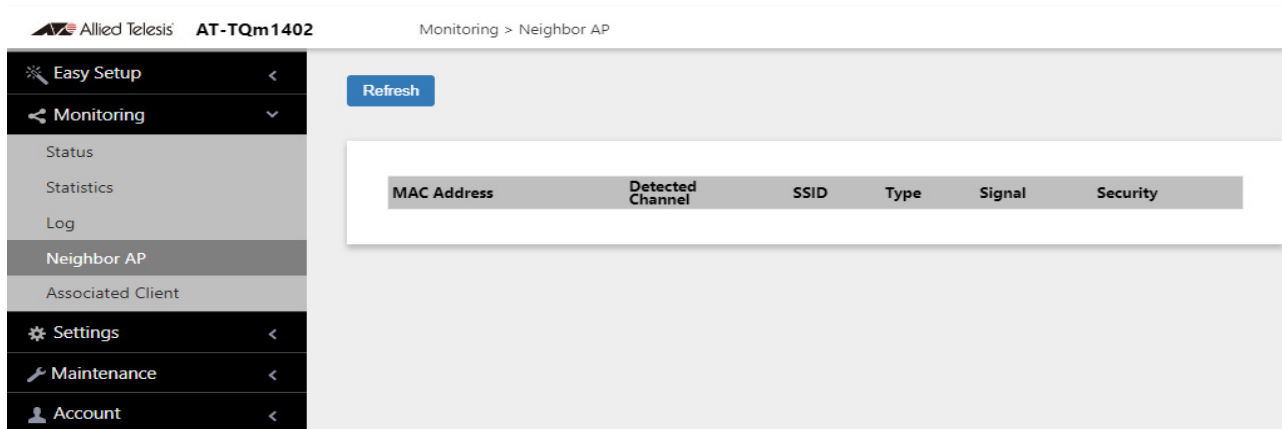 Allied Telesis AT-TQm1402 Monitoring > Neighbor AP
Easy Setup
Refresh
Monitoring
Status
Statistics
MAC Address Detected Channel SSID Type Signal Security
Log
Neighbor AP
Associated Client
Settings
Maintenance
Account